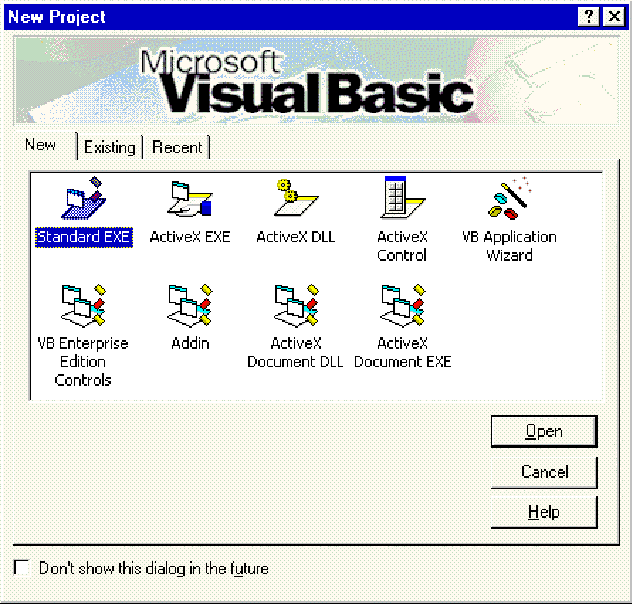 New Project
Microsoft
Visual Basic
New Existing Recent
Standard EXE ActiveX EXE ActiveX DLL ActiveX Control VB Application Wizard
VB Enterprise Edition Controls Addin ActiveX Document DLL ActiveX Document EXE
Open
Cancel
Help
Don't show this dialog in the future